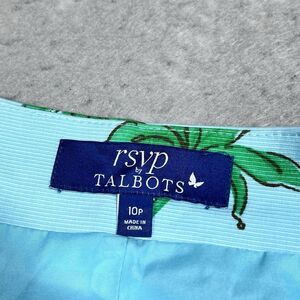 rsvp
by
TALBOTS
10P
MADE IN
CHINA